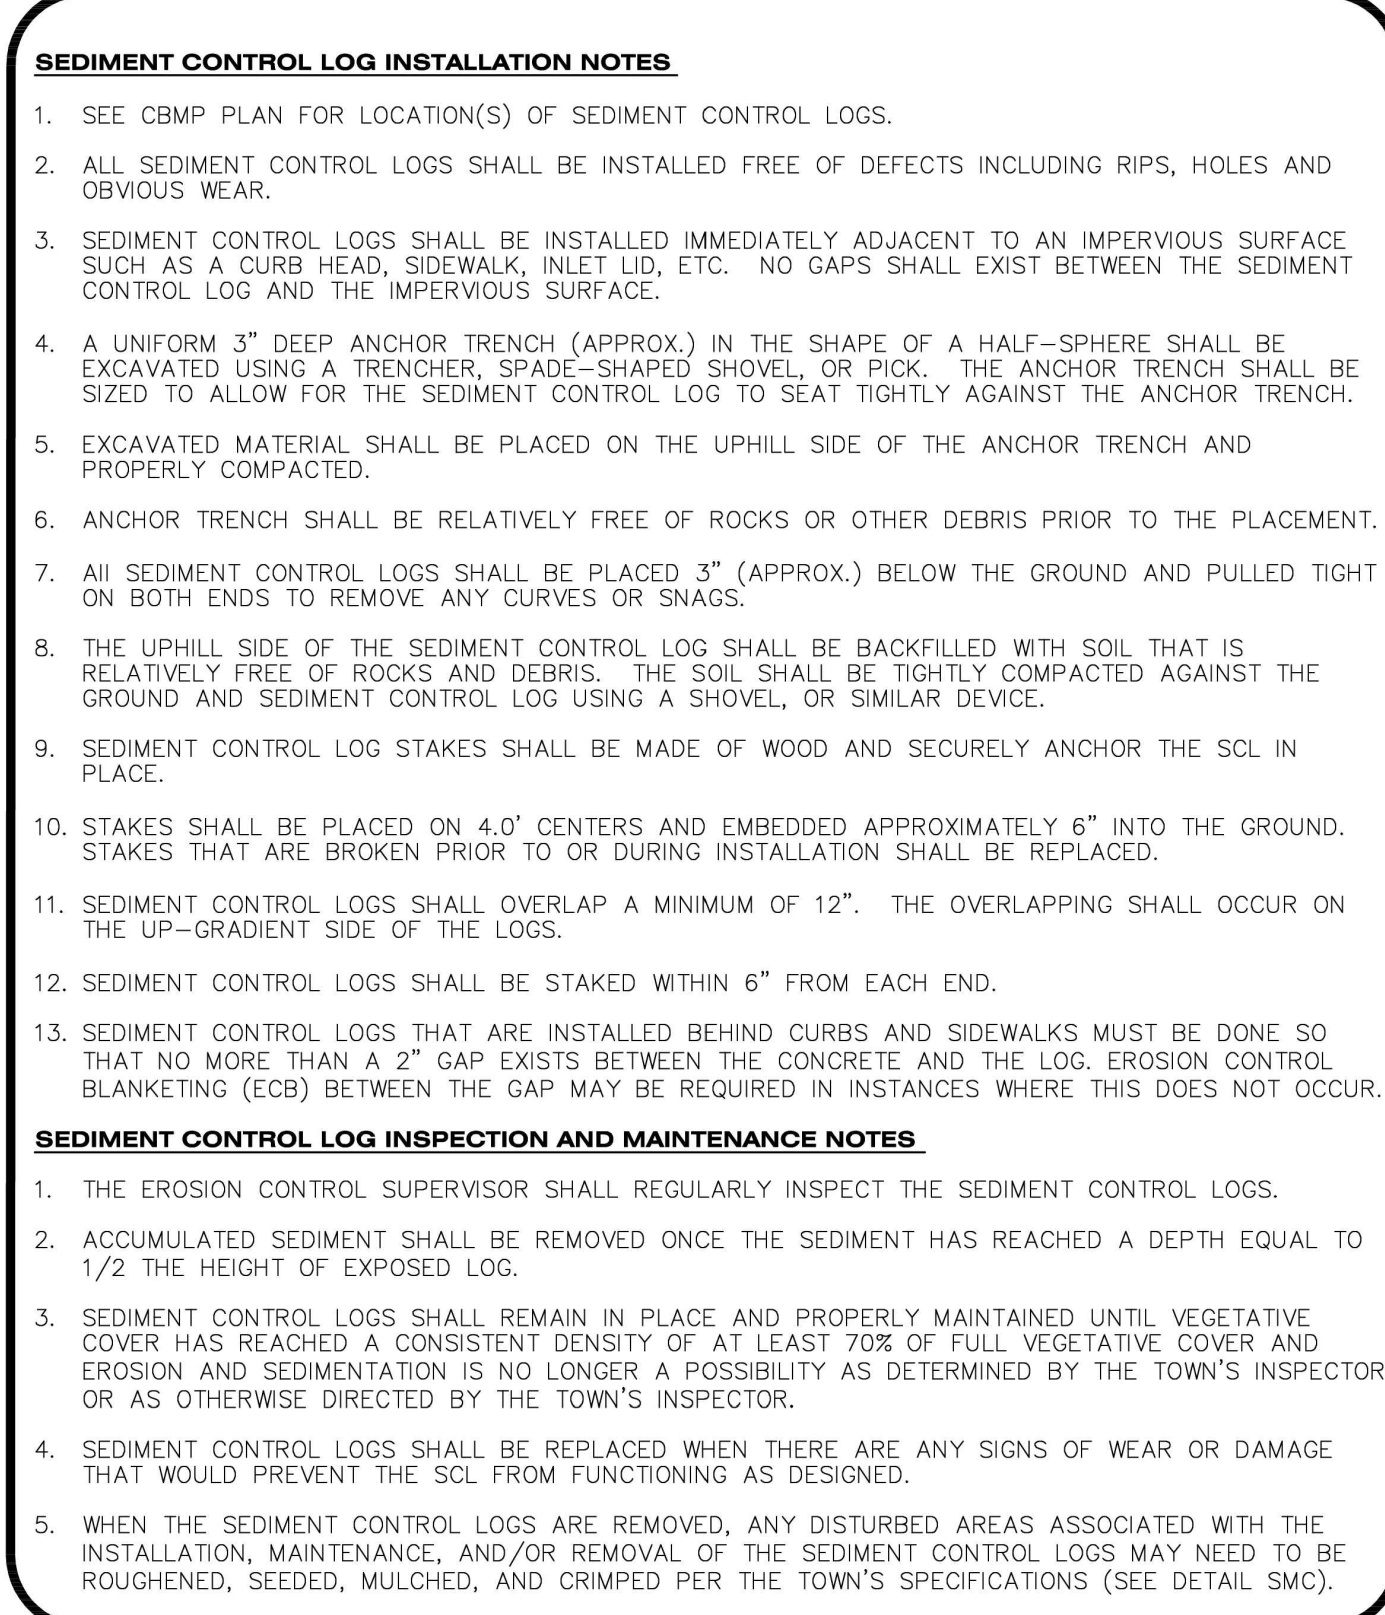 SEDIMENT CONTROL LOG INSTALLATION NOTES
1. SEE CBMP PLAN FOR LOCATION(S) OF SEDIMENT CONTROL LOGS.
2. ALL SEDIMENT CONTROL LOGS SHALL BE INSTALLED FREE OF DEFECTS INCLUDING RIPS, HOLES AND
OBVIOUS WEAR.
3. SEDIMENT CONTROL LOGS SHALL BE INSTALLED IMMEDIATELY ADJACENT TO AN IMPERVIOUS SURFACE
SUCH AS A CURB HEAD, SIDEWALK, INLET LID, ETC. NO GAPS SHALL EXIST BETWEEN THE SEDIMENT
CONTROL LOG AND THE IMPERVIOUS SURFACE.
4. A UNIFORM 3" DEEP ANCHOR TRENCH (APPROX.) IN THE SHAPE OF A HALF-SPHERE SHALL BE
EXCAVATED USING A TRENCHER, SPADE-SHAPED SHOVEL, OR PICK. THE ANCHOR TRENCH SHALL BE
SIZED TO ALLOW FOR THE SEDIMENT CONTROL LOG TO SEAT TIGHTLY AGAINST THE ANCHOR TRENCH.
5. EXCAVATED MATERIAL SHALL BE PLACED ON THE UPHILL SIDE OF THE ANCHOR TRENCH AND
PROPERLY COMPACTED.
6. ANCHOR TRENCH SHALL BE RELATIVELY FREE OF ROCKS OR OTHER DEBRIS PRIOR TO THE PLACEMENT.
7. All SEDIMENT CONTROL LOGS SHALL BE PLACED 3" (APPROX.) BELOW THE GROUND AND PULLED TIGHT
ON BOTH ENDS TO REMOVE ANY CURVES OR SNAGS.
8. THE UPHILL SIDE OF THE SEDIMENT CONTROL LOG SHALL BE BACKFILLED WITH SOIL THAT IS
RELATIVELY FREE OF ROCKS AND DEBRIS. THE SOIL SHALL BE TIGHTLY COMPACTED AGAINST THE
GROUND AND SEDIMENT CONTROL LOG USING A SHOVEL, OR SIMILAR DEVICE.
9. SEDIMENT CONTROL LOG STAKES SHALL BE MADE OF WOOD AND SECURELY ANCHOR THE SCL IN
PLACE.
10. STAKES SHALL BE PLACED ON 4.0' CENTERS AND EMBEDDED APPROXIMATELY 6" INTO THE GROUND.
STAKES THAT ARE BROKEN PRIOR TO OR DURING INSTALLATION SHALL BE REPLACED.
11. SEDIMENT CONTROL LOGS SHALL OVERLAP A MINIMUM OF 12". THE OVERLAPPING SHALL OCCUR ON
THE UP-GRADIENT SIDE OF THE LOGS.
12. SEDIMENT CONTROL LOGS SHALL BE STAKED WITHIN 6" FROM EACH END.
13. SEDIMENT CONTROL LOGS THAT ARE INSTALLED BEHIND CURBS AND SIDEWALKS MUST BE DONE SO
THAT NO MORE THAN A 2" GAP EXISTS BETWEEN THE CONCRETE AND THE LOG. EROSION CONTROL
BLANKETING (ECB) BETWEEN THE GAP MAY BE REQUIRED IN INSTANCES WHERE THIS DOES NOT OCCUR.
SEDIMENT CONTROL LOG INSPECTION AND MAINTENANCE NOTES
1. THE EROSION CONTROL SUPERVISOR SHALL REGULARLY INSPECT THE SEDIMENT CONTROL LOGS.
2. ACCUMULATED SEDIMENT SHALL BE REMOVED ONCE THE SEDIMENT HAS REACHED A DEPTH EQUAL TO
1/2 THE HEIGHT OF EXPOSED LOG.
3. SEDIMENT CONTROL LOGS SHALL REMAIN IN PLACE AND PROPERLY MAINTAINED UNTIL VEGETATIVE
COVER HAS REACHED A CONSISTENT DENSITY OF AT LEAST 70% OF FULL VEGETATIVE COVER AND
EROSION AND SEDIMENTATION IS NO LONGER A POSSIBILITY AS DETERMINED BY THE TOWN'S INSPECTOR
OR AS OTHERWISE DIRECTED BY THE TOWN'S INSPECTOR.
4. SEDIMENT CONTROL LOGS SHALL BE REPLACED WHEN THERE ARE ANY SIGNS OF WEAR OR DAMAGE
THAT WOULD PREVENT THE SCL FROM FUNCTIONING AS DESIGNED.
5. WHEN THE SEDIMENT CONTROL LOGS ARE REMOVED, ANY DISTURBED AREAS ASSOCIATED WITH THE
INSTALLATION, MAINTENANCE, AND/OR REMOVAL OF THE SEDIMENT CONTROL LOGS MAY NEED TO BE
ROUGHENED, SEEDED, MULCHED, AND CRIMPED PER THE TOWN'S SPECIFICATIONS (SEE DETAIL SMC).